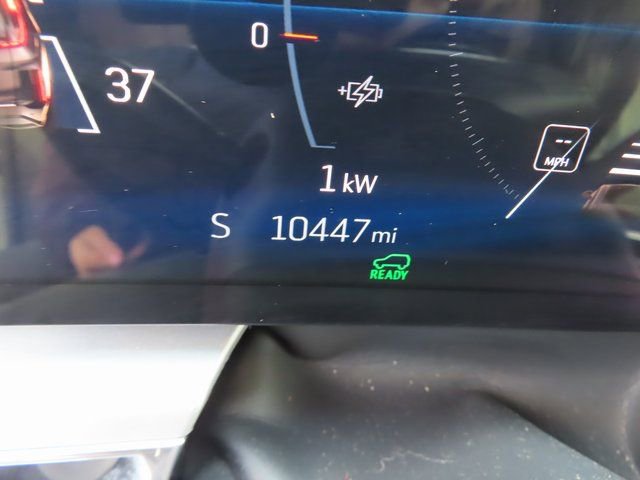 0
37
+
--
MPH
1 kW
S 10447 mi
READY